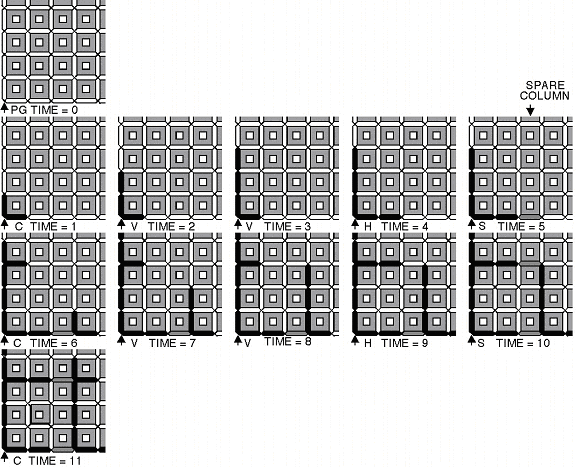 PG TIME = 0
SPARE
COLUMN
C TIME = 1
V TIME = 2
V TIME = 3
H TIME = 4
S TIME = 5
C TIME = 6
V TIME = 7
V TIME = 8
H TIME = 9
S TIME = 10
C TIME = 11